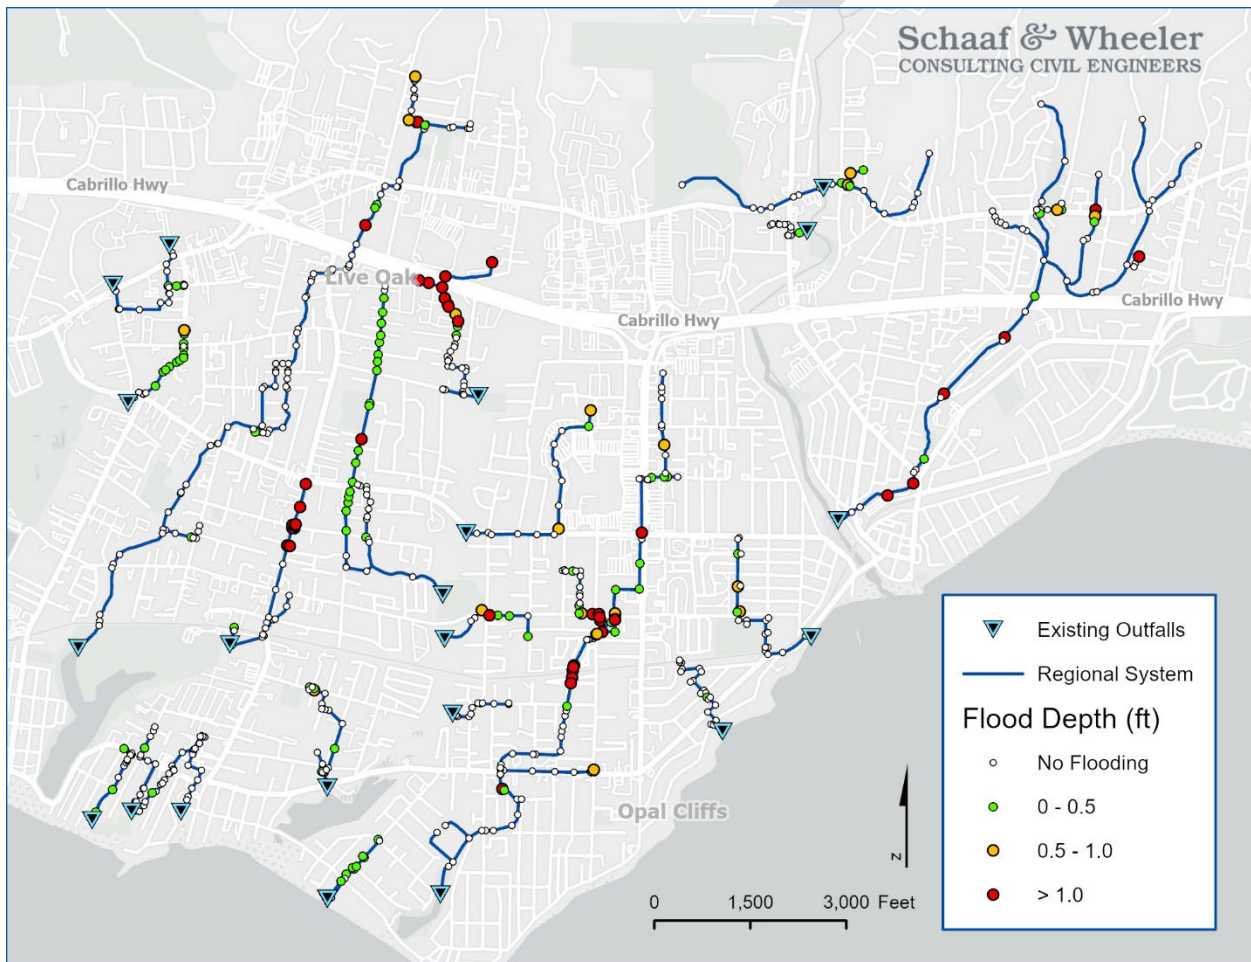 Schaaf & Wheeler
CONSULTING CIVIL ENGINEERS
Cabrillo Hwy
Live Oak
Cabrillo Hwy
Cabrillo Hwy
Opal Cliffs
Existing Outfalls
Regional System
Flood Depth (ft)
No Flooding
0 - 0.5
0.5 - 1.0
> 1.0
N
0 1,500 3,000 Feet